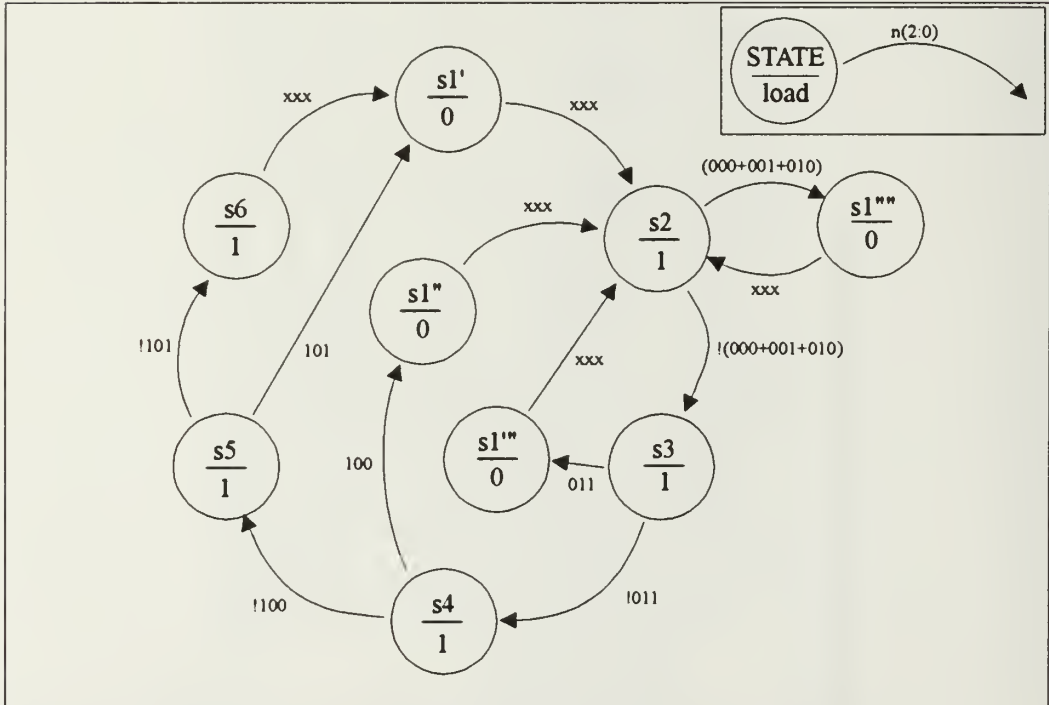 n(2:0)
STATE
load
s1'
0
xxx
xxx
(000+001+010)
s6
1
xxx
s2
1
s1""
0
s1"
0
xxx
!101
101
xxx
!(000+001+010)
s5
1
100
s1'"
0
011
s3
1
!100
s4
1
!011